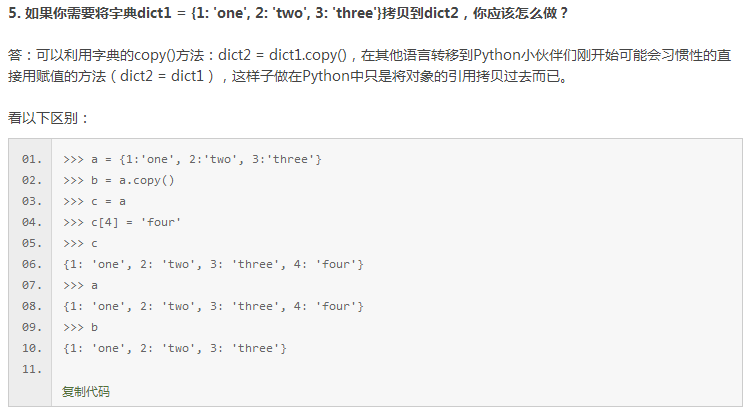 5. 如果你需要将字典dict1 = {1: 'one', 2: 'two', 3: 'three'}拷贝到dict2，你应该怎么做？
答：可以利用字典的copy()方法：dict2 = dict1.copy()，在其他语言转移到Python小伙伴们刚开始可能会习惯性的直
接用赋值的方法（dict2 = dict1），这样子做在Python中只是将对象的引用拷贝过去而已。
看以下区别：
01. >>> a = {1:'one', 2:'two', 3:'three'}
02. >>> b = a.copy()
03. >>> c = a
04. >>> c[4] = 'four'
05. >>> c
06. {1: 'one', 2: 'two', 3: 'three', 4: 'four'}
07. >>> a
08. {1: 'one', 2: 'two', 3: 'three', 4: 'four'}
09. >>> b
10. {1: 'one', 2: 'two', 3: 'three'}
11.
复制代码